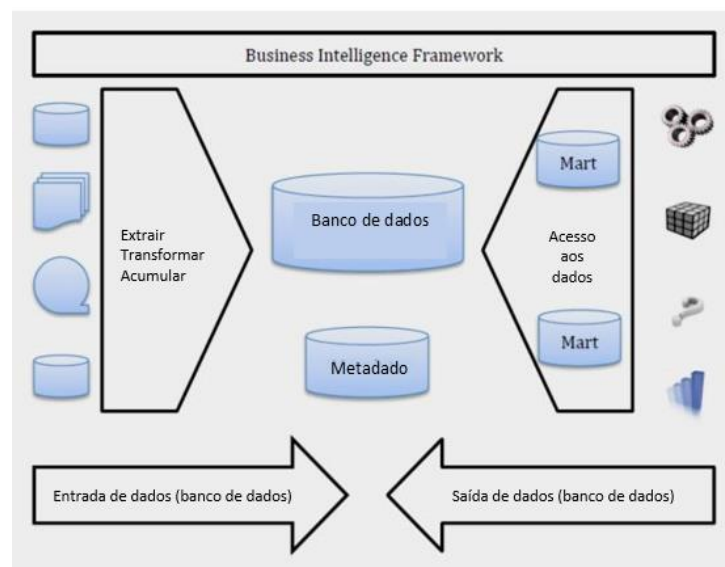 Business Intelligence Framework
Extrair
Transformar
Acumular
Banco de dados
Metadado
Mart
Acesso
aos
dados
Mart
Entrada de dados (banco de dados)
Saída de dados (banco de dados)